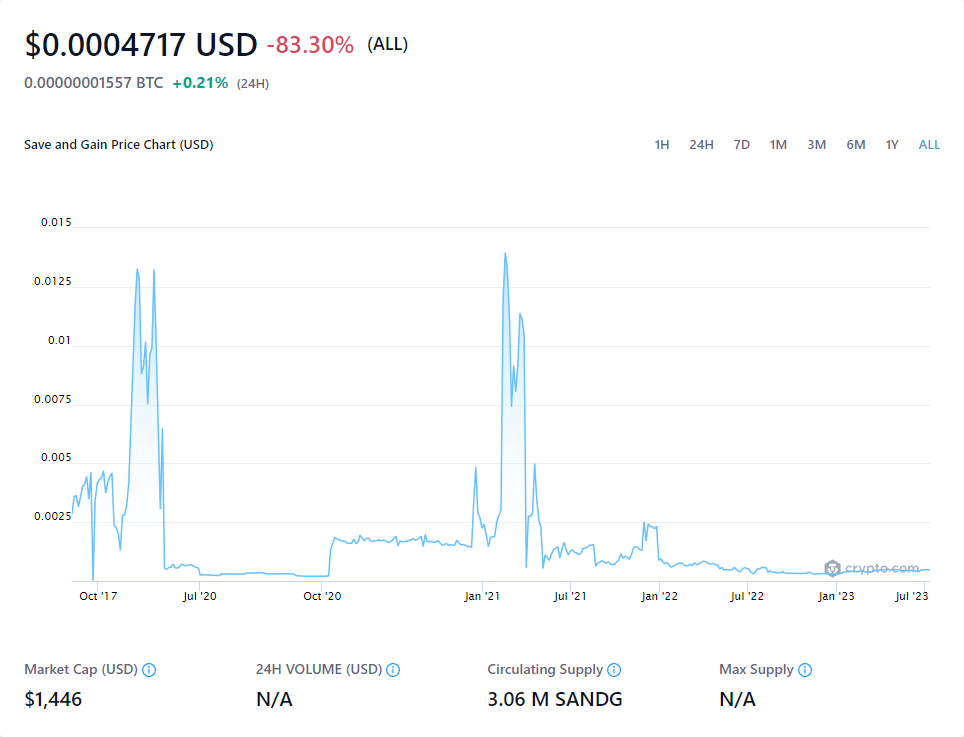 $0.0004717 USD -83.30% (ALL)
0.00000001557 BTC +0.21% (24H)
Save and Gain Price Chart (USD) 1H 24H 7D 1M 3M 6M 1Y ALL
0.015
0.0125
0.01
0.0075
0.005
0.0025
crypto.com
Oct '17 Jul '20 Oct '20 Jan '21 Jul '21 Jan '22 Jul '22 Jan '23 Jul '23
Market Cap (USD) 24H VOLUME (USD) Circulating Supply Max Supply
$1,446 N/A 3.06 M SANDG N/A